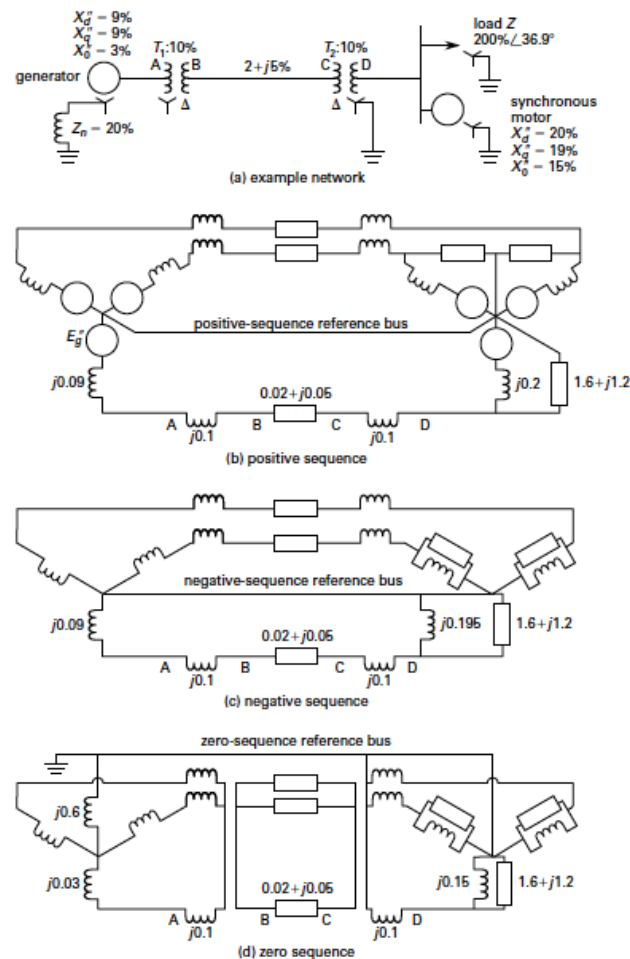 X″d – 9%
X″q – 9%
X″0 – 3%
generator
Zn – 20%
T1:10%
A B
Δ
2 + j5%
T2:10%
C D
Δ
load Z
200%∠36.9°
synchronous
motor
X″d – 20%
X″q – 19%
X″0 – 15%
(a) example network
positive-sequence reference bus
E″g
j0.09
j0.2
1.6 + j1.2
0.02 + j0.05
A B C D
j0.1 j0.1
(b) positive sequence
negative-sequence reference bus
j0.09
j0.195
1.6 + j1.2
0.02 + j0.05
A B C D
j0.1 j0.1
(c) negative sequence
zero-sequence reference bus
j0.6
j0.03
0.02 + j0.05
j0.15
1.6 + j1.2
A B C D
j0.1 j0.1
(d) zero sequence